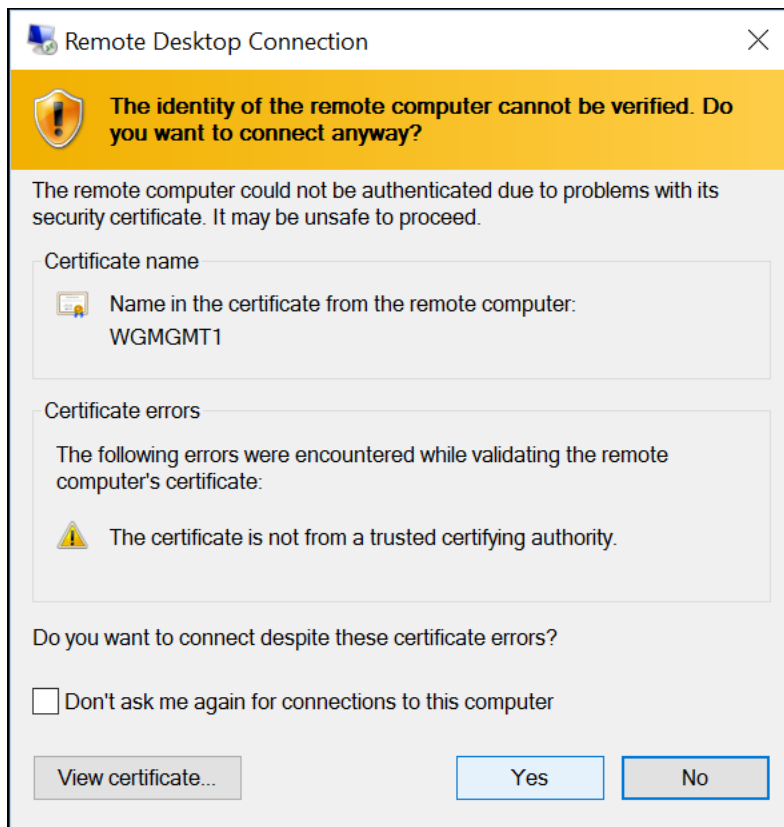 Remote Desktop Connection
The identity of the remote computer cannot be verified. Do
you want to connect anyway?
The remote computer could not be authenticated due to problems with its
security certificate. It may be unsafe to proceed.
Certificate name
Name in the certificate from the remote computer:
WGMGMT1
Certificate errors
The following errors were encountered while validating the remote
computer's certificate:
The certificate is not from a trusted certifying authority.
Do you want to connect despite these certificate errors?
Don't ask me again for connections to this computer
View certificate...
Yes
No